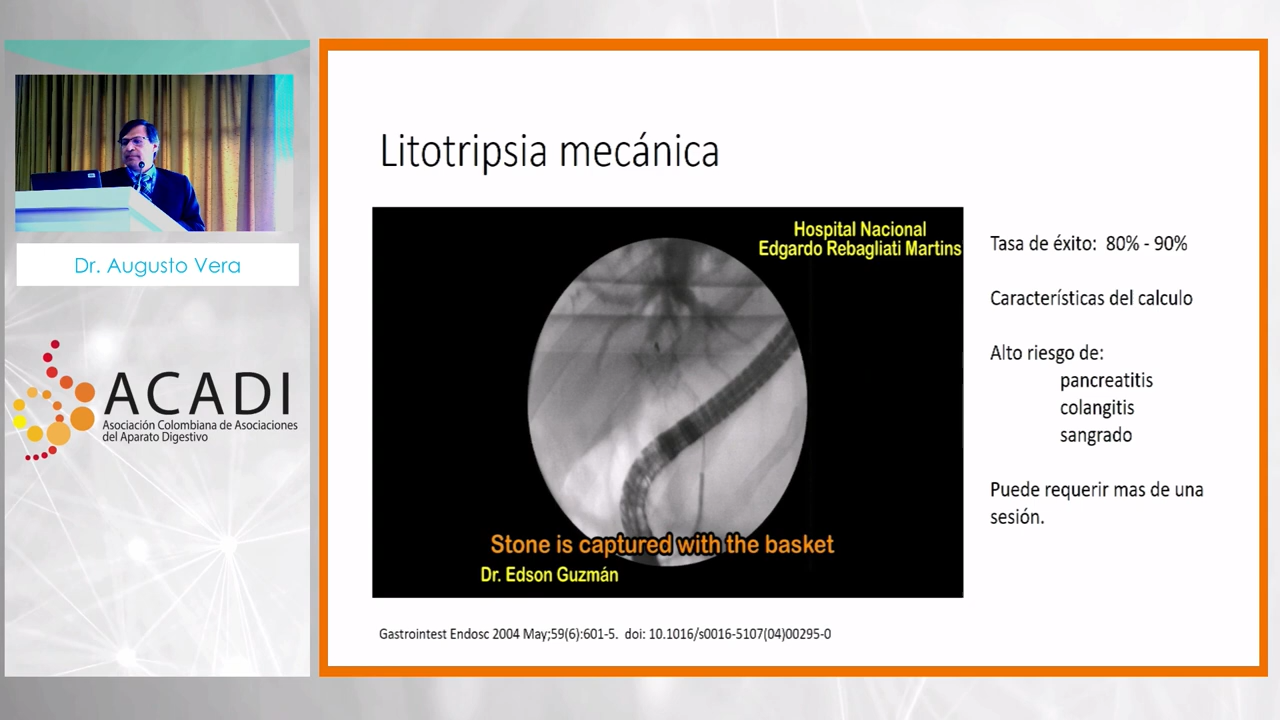 Dr. Augusto Vera
ACADI
Asociación Colombiana de Asociaciones
del Aparato Digestivo
Litotripsia mecánica
Hospital Nacional
Edgardo Rebagliati Martins
Stone is captured with the basket
Dr. Edson Guzmán
Tasa de éxito: 80% - 90%
Características del calculo
Alto riesgo de:
pancreatitis
colangitis
sangrado
Puede requerir mas de una
sesión.
Gastrointest Endosc 2004 May;59(6):601-5. doi: 10.1016/s0016-5107(04)00295-0